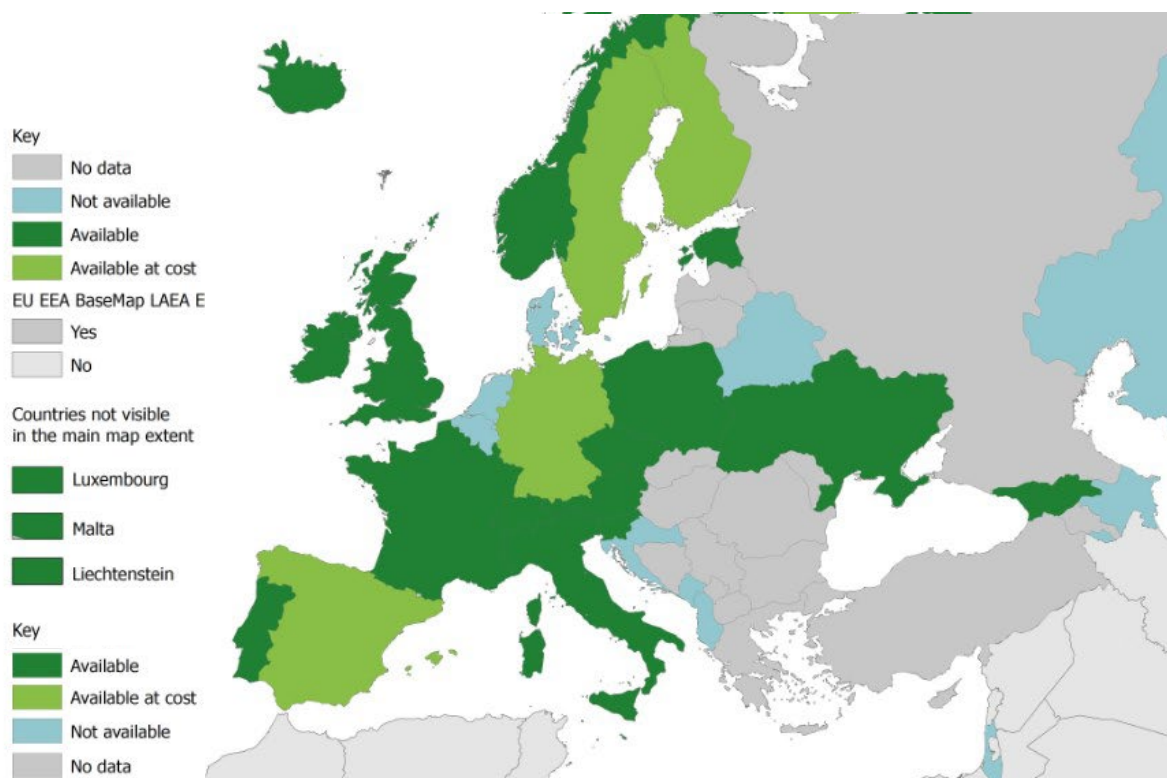 Key
No data
Not available
Available
Available at cost
EU EEA BaseMap LAEA E
Yes
No
Countries not visible
in the main map extent
Luxembourg
Malta
Liechtenstein
Key
Available
Available at cost
Not available
No data